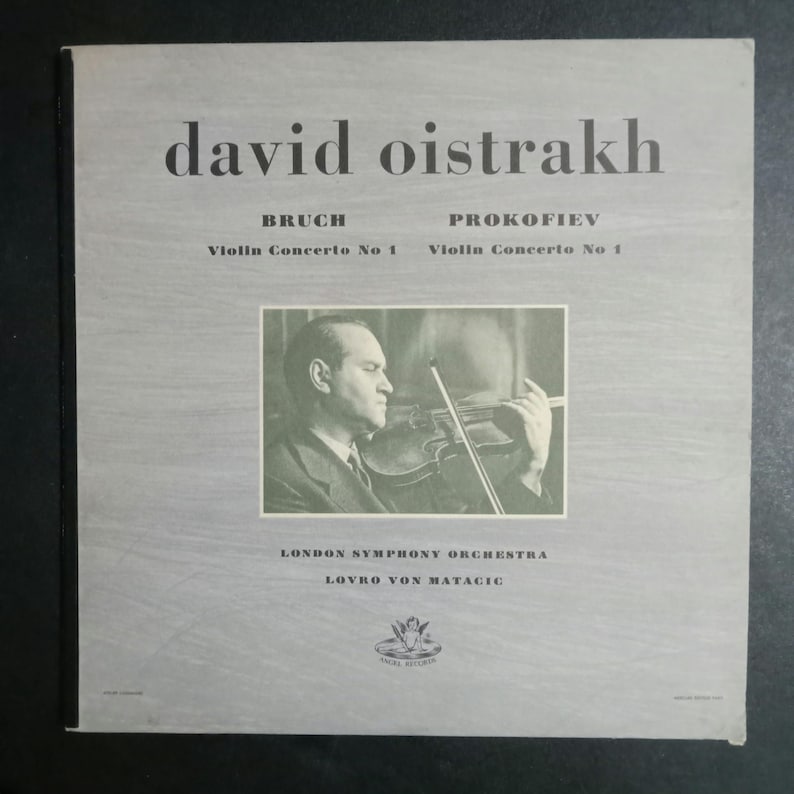 david oistrakh
BRUCH PROKOFIEV
Violin Concerto No 1 Violin Concerto No 1
LONDON SYMPHONY ORCHESTRA
LOVRO VON MATACIC
ANGEL RECORDS